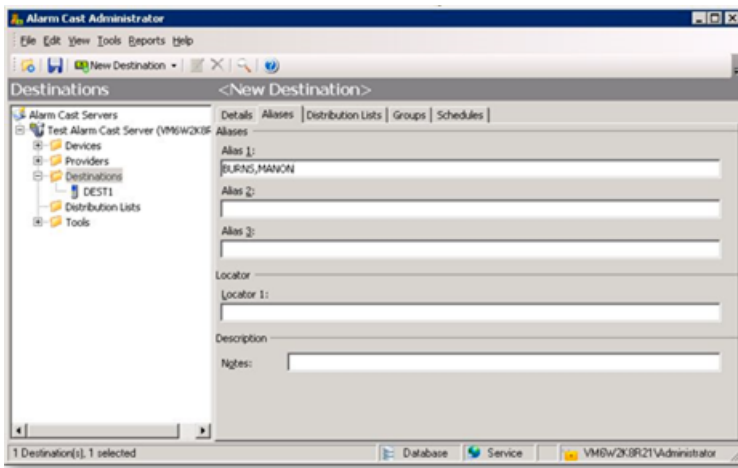 Alarm Cast Administrator
File Edit View Tools Reports Help
New Destination
Destinations
<New Destination>
Alarm Cast Servers
Test Alarm Cast Server (VM6W2K8F
Devices
Providers
Destinations
DEST1
Distribution Lists
Tools
Details Aliases Distribution Lists Groups Schedules
Aliases
Alias 1:
BURNS,MANON
Alias 2:
Alias 3:
Locator
Locator 1:
Description
Notes:
1 Destination(s), 1 selected
Database Service VM6W2K8R21\Administrator